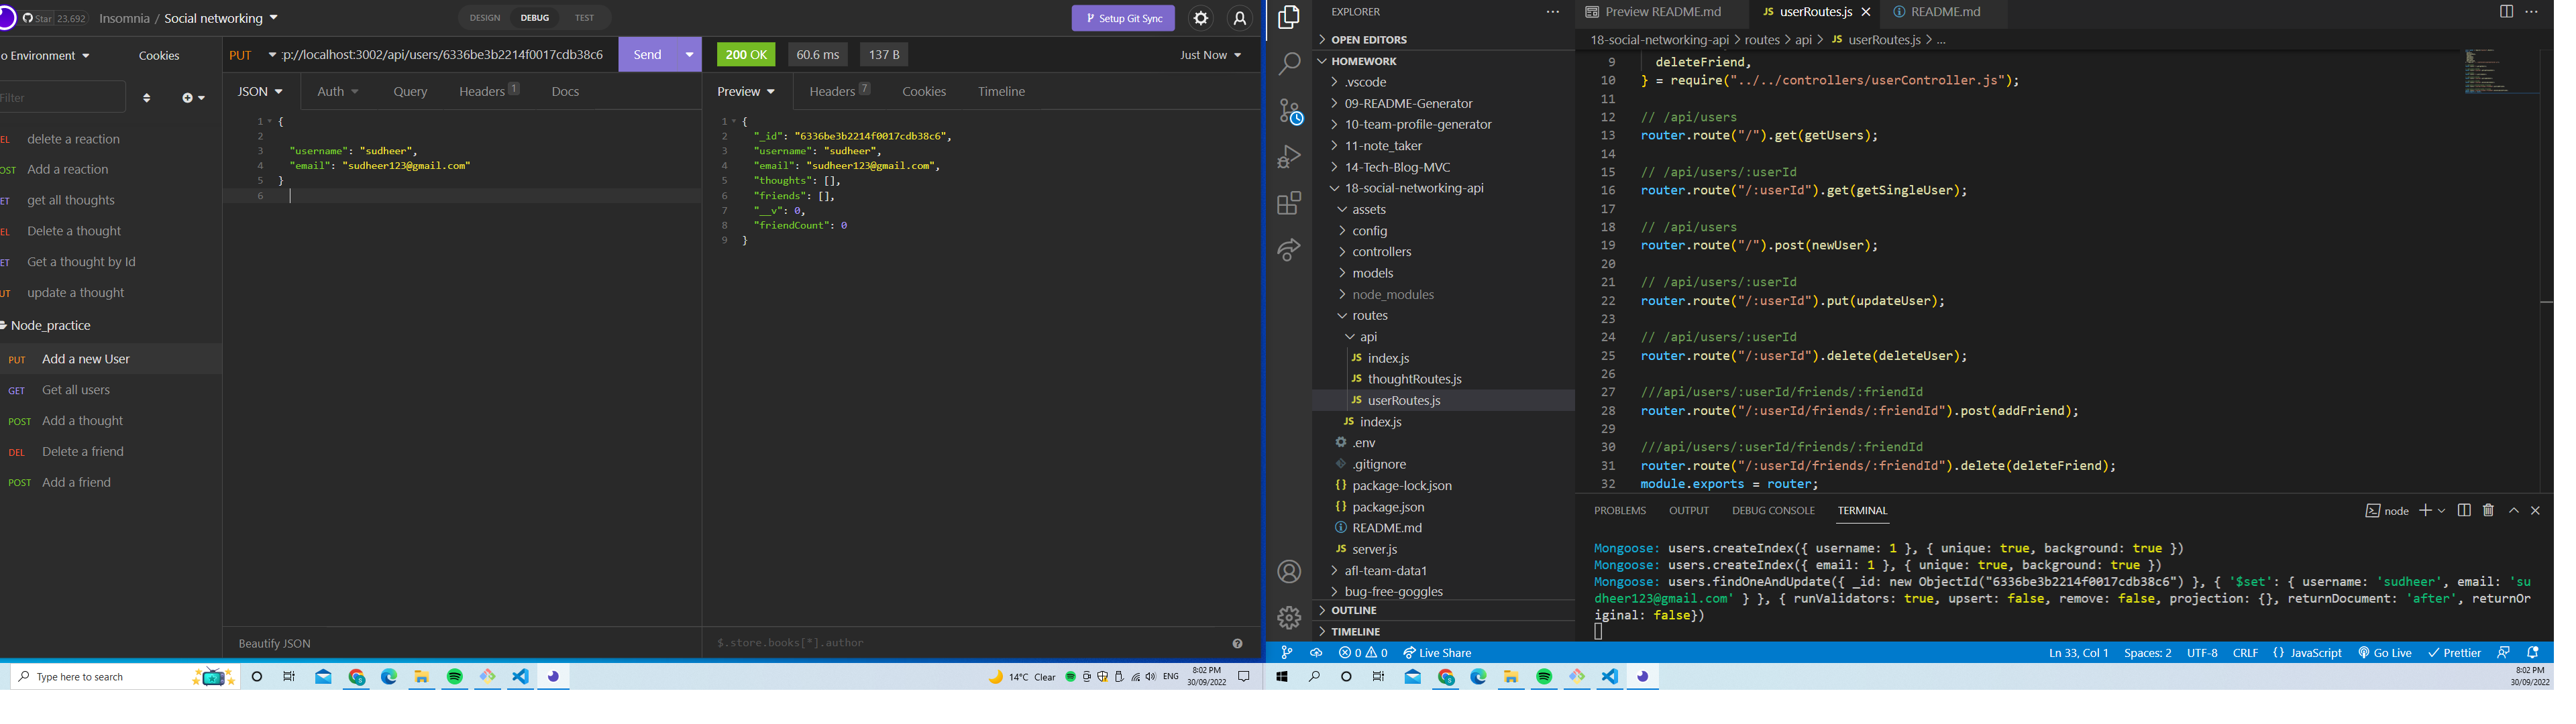 Star 23,692
Insomnia / Social networking
DESIGN DEBUG TEST
Setup Git Sync
o Environment
Cookies
PUT
:p://localhost:3002/api/users/6336be3b2214f0017cdb38c6
Send
200 OK
60.6 ms
137 B
Just Now
Filter
JSON Auth Query Headers 1 Docs
Preview Headers 7 Cookies Timeline
EL delete a reaction
OST Add a reaction
ET get all thoughts
EL Delete a thought
ET Get a thought by Id
UT update a thought
Node_practice
PUT Add a new User
GET Get all users
POST Add a thought
DEL Delete a friend
POST Add a friend
1 {
2
3 "username": "sudheer",
4 "email": "sudheer123@gmail.com"
5 }
6
Beautify JSON
1 {
2 "_id": "6336be3b2214f0017cdb38c6",
3 "username": "sudheer",
4 "email": "sudheer123@gmail.com",
5 "thoughts": [],
6 "friends": [],
7 "__v": 0,
8 "friendCount": 0
9 }
$.store.books[*].author
Type here to search
14°C Clear
ENG
8:02 PM
30/09/2022
EXPLORER
OPEN EDITORS
HOMEWORK
.vscode
09-README-Generator
10-team-profile-generator
11-note_taker
14-Tech-Blog-MVC
18-social-networking-api
assets
config
controllers
models
node_modules
routes
api
JS index.js
JS thoughtRoutes.js
JS userRoutes.js
JS index.js
.env
.gitignore
{} package-lock.json
{} package.json
README.md
JS server.js
afl-team-data1
bug-free-goggles
OUTLINE
TIMELINE
Preview README.md
JS userRoutes.js
README.md
18-social-networking-api > routes > api > JS userRoutes.js > ...
9 deleteFriend,
10 } = require("../../controllers/userController.js");
11
12 // /api/users
13 router.route("/").get(getUsers);
14
15 // /api/users/:userId
16 router.route("/:userId").get(getSingleUser);
17
18 // /api/users
19 router.route("/").post(newUser);
20
21 // /api/users/:userId
22 router.route("/:userId").put(updateUser);
23
24 // /api/users/:userId
25 router.route("/:userId").delete(deleteUser);
26
27 ///api/users/:userId/friends/:friendId
28 router.route("/:userId/friends/:friendId").post(addFriend);
29
30 ///api/users/:userId/friends/:friendId
31 router.route("/:userId/friends/:friendId").delete(deleteFriend);
32 module.exports = router;
PROBLEMS OUTPUT DEBUG CONSOLE TERMINAL
node
Mongoose: users.createIndex({ username: 1 }, { unique: true, background: true })
Mongoose: users.createIndex({ email: 1 }, { unique: true, background: true })
Mongoose: users.findOneAndUpdate({ _id: new ObjectId("6336be3b2214f0017cdb38c6") }, { '$set': { username: 'sudheer', email: 'su
dheer123@gmail.com' } }, { runValidators: true, upsert: false, remove: false, projection: {}, returnDocument: 'after', returnOr
iginal: false})
0 0
Live Share
Ln 33, Col 1
Spaces: 2
UTF-8
CRLF
{} JavaScript
Go Live
Prettier
8:02 PM
30/09/2022